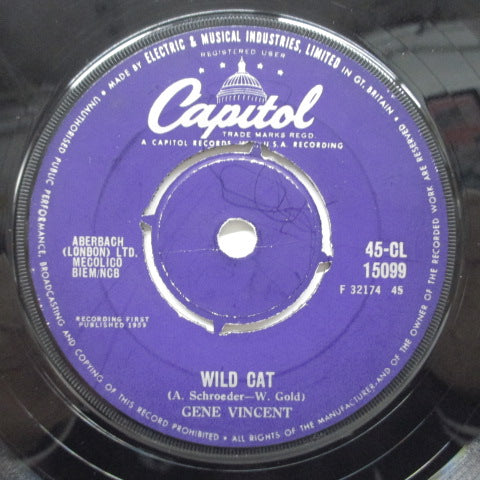 MADE BY ELECTRIC & MUSICAL INDUSTRIES, LIMITED IN GT. BRITAIN •
REGISTERED USER
Capitol
TRADE MARKS REGD.
A CAPITOL RECORDS, U.S.A. RECORDING
ABERBACH
(LONDON) LTD.
MECOLICO
BIEM/NCB
45-CL
15099
F 32174 45
RECORDING FIRST
PUBLISHED 1959
WILD CAT
(A. Schroeder—W. Gold)
GENE VINCENT
UNAUTHORISED PUBLIC PERFORMANCE, BROADCASTING AND COPYING OF THIS RECORD PROHIBITED • ALL RIGHTS OF THE MANUFACTURER AND OF THE OWNER OF THE RECORDED WORK ARE RESERVED